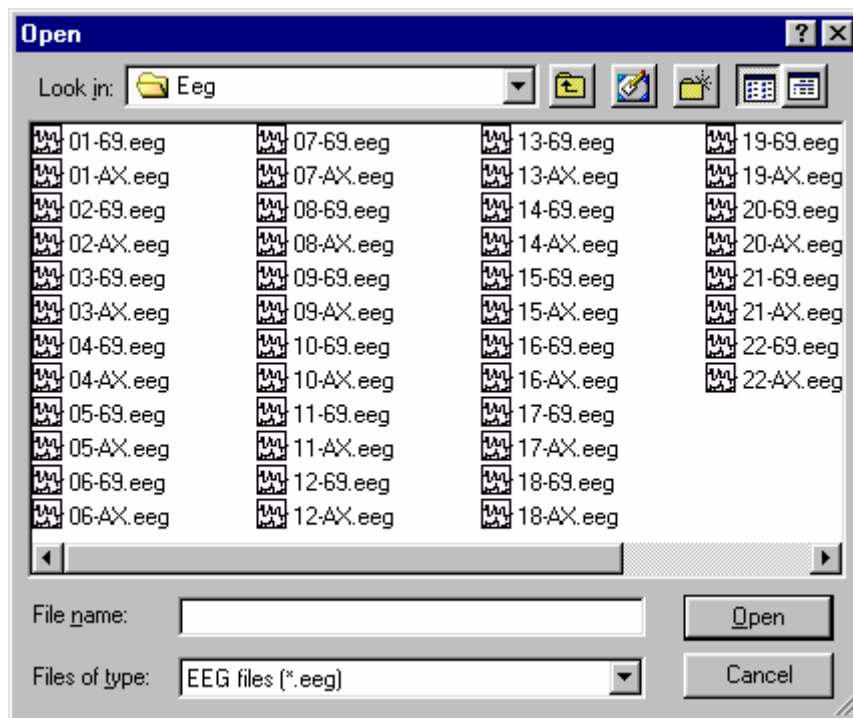 Open
Look in: Eeg
01-69.eeg
01-AX.eeg
02-69.eeg
02-AX.eeg
03-69.eeg
03-AX.eeg
04-69.eeg
04-AX.eeg
05-69.eeg
05-AX.eeg
06-69.eeg
06-AX.eeg
07-69.eeg
07-AX.eeg
08-69.eeg
08-AX.eeg
09-69.eeg
09-AX.eeg
10-69.eeg
10-AX.eeg
11-69.eeg
11-AX.eeg
12-69.eeg
12-AX.eeg
13-69.eeg
13-AX.eeg
14-69.eeg
14-AX.eeg
15-69.eeg
15-AX.eeg
16-69.eeg
16-AX.eeg
17-69.eeg
17-AX.eeg
18-69.eeg
18-AX.eeg
19-69.eeg
19-AX.eeg
20-69.eeg
20-AX.eeg
21-69.eeg
21-AX.eeg
22-69.eeg
22-AX.eeg
File name:
Open
Files of type: EEG files (*.eeg)
Cancel